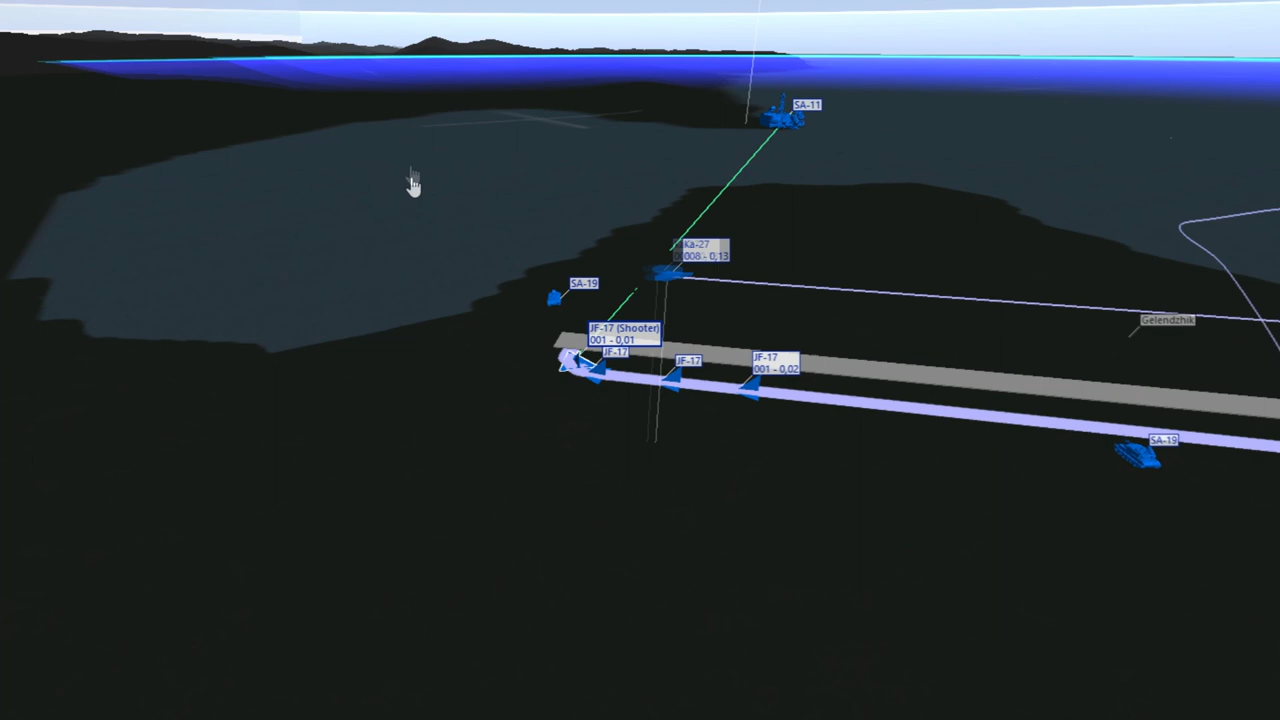 SA-11
Ka-27
00008 - 0,13
SA-19
JF-17 (Shooter)
001 - 0,01
JF-17
JF-17
JF-17
001 - 0,02
Gelendzhik
SA-19